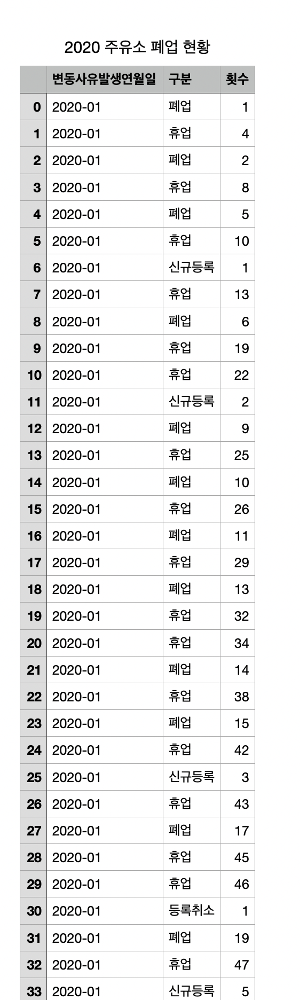 2020 주유소 폐업 현황
변동사유발생연월일 구분 횟수
0 2020-01 폐업 1
1 2020-01 휴업 4
2 2020-01 폐업 2
3 2020-01 휴업 8
4 2020-01 폐업 5
5 2020-01 휴업 10
6 2020-01 신규등록 1
7 2020-01 휴업 13
8 2020-01 폐업 6
9 2020-01 휴업 19
10 2020-01 휴업 22
11 2020-01 신규등록 2
12 2020-01 폐업 9
13 2020-01 휴업 25
14 2020-01 폐업 10
15 2020-01 휴업 26
16 2020-01 폐업 11
17 2020-01 휴업 29
18 2020-01 폐업 13
19 2020-01 휴업 32
20 2020-01 휴업 34
21 2020-01 폐업 14
22 2020-01 휴업 38
23 2020-01 폐업 15
24 2020-01 휴업 42
25 2020-01 신규등록 3
26 2020-01 휴업 43
27 2020-01 폐업 17
28 2020-01 휴업 45
29 2020-01 휴업 46
30 2020-01 등록취소 1
31 2020-01 폐업 19
32 2020-01 휴업 47
33 2020-01 신규등록 5